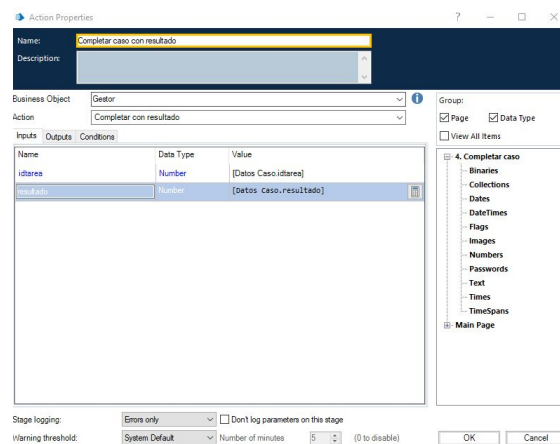 Action Properties
Name: Completar caso con resultado
Description:
Business Object Gestor
Action Completar con resultado
Inputs Outputs Conditions
Name Data Type Value
idtarea Number [Datos Caso.idtarea]
resultado Number [Datos Caso.resultado]
Group:
Page Data Type
View All Items
4. Completar caso
Binaries
Collections
Dates
DateTimes
Flags
Images
Numbers
Passwords
Text
Times
TimeSpans
Main Page
Stage logging: Errors only Don't log parameters on this stage
Warning threshold: System Default Number of minutes 5 (0 to disable)
OK Cancel